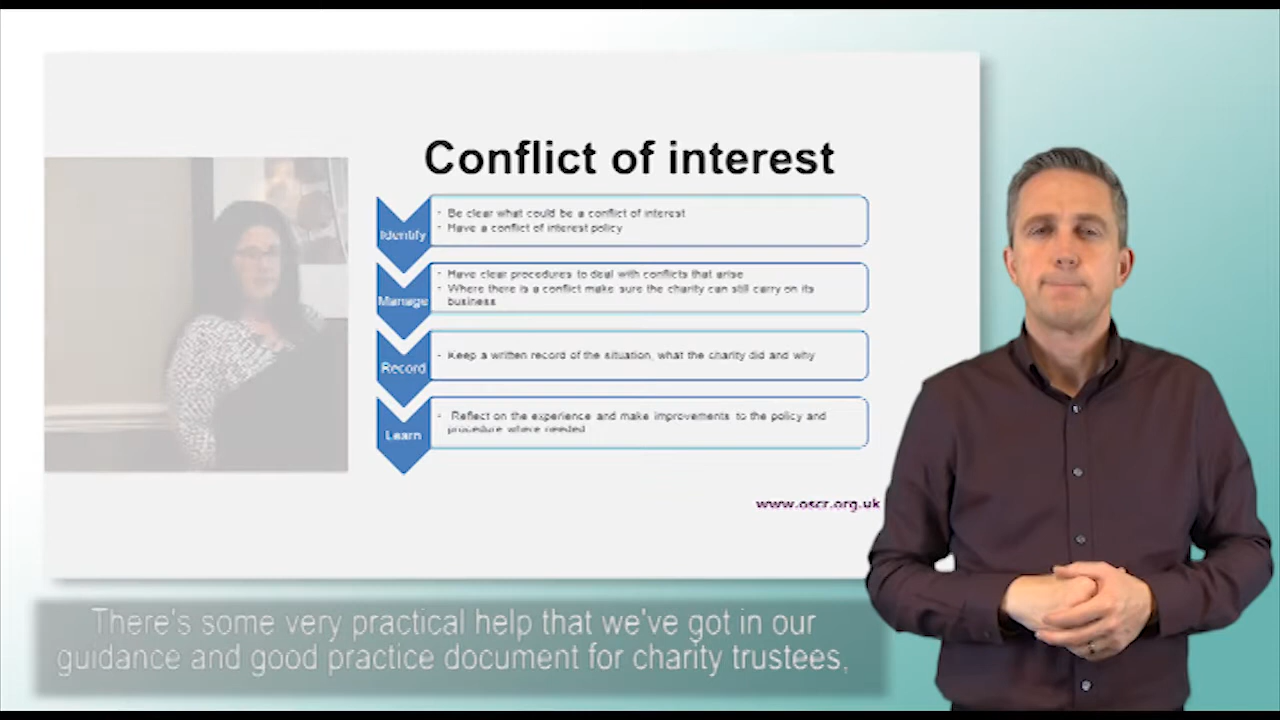 Conflict of interest
Identify
- Be clear what could be a conflict of interest
- Have a conflict of interest policy
Manage
- Have clear procedures to deal with conflicts that arise
- Where there is a conflict make sure the charity can still carry on its
business
Record
- Keep a written record of the situation, what the charity did and why
Learn
- Reflect on the experience and make improvements to the policy and
procedure where needed
www.oscr.org.uk
There's some very practical help that we've got in our
guidance and good practice document for charity trustees,